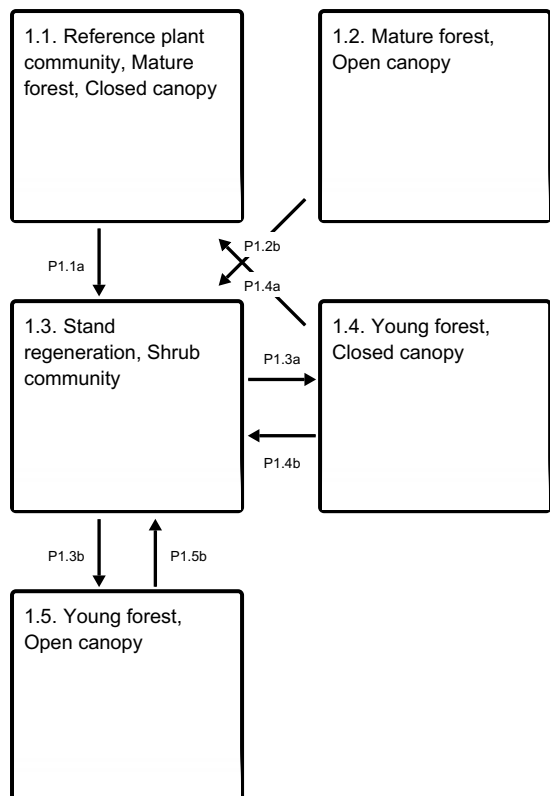 1.1. Reference plant
community, Mature
forest, Closed canopy
1.2. Mature forest,
Open canopy
P1.1a
P1.2b
P1.4a
1.3. Stand
regeneration, Shrub
community
P1.3a
P1.4b
1.4. Young forest,
Closed canopy
P1.3b
P1.5b
1.5. Young forest,
Open canopy